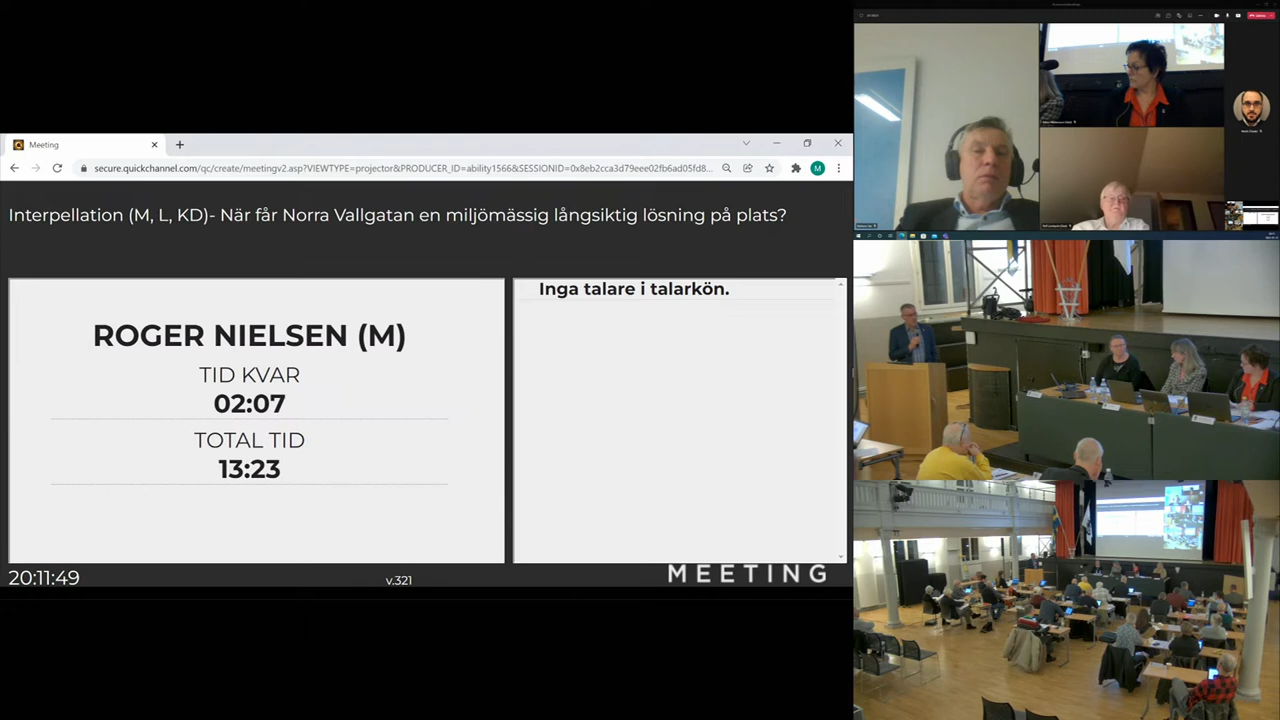 Meeting
secure.quickchannel.com/qc/create/meetingv2.asp?VIEWTYPE=projector&PRODUCER_ID=ability1566&SESSIONID=0x8eb2cca3d79eee02fb6ad05fd8...
M
Interpellation (M, L, KD)- När får Norra Vallgatan en miljömässig långsiktig lösning på plats?
ROGER NIELSEN (M)
TID KVAR
02:07
TOTAL TID
13:23
Inga talare i talarkön.
20:11:49
v.321
MEETING